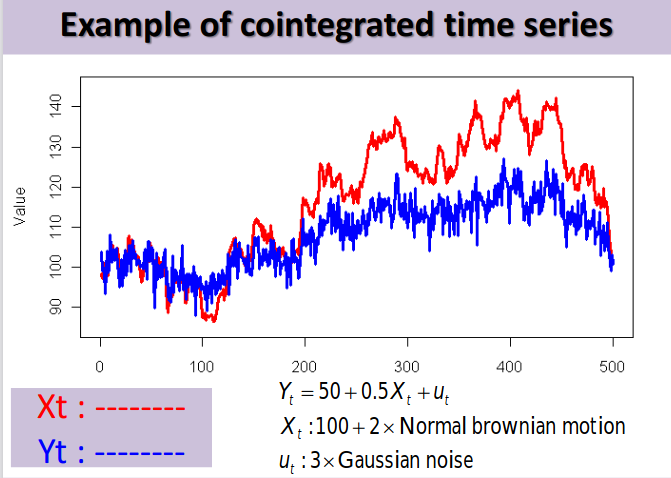 Example of cointegrated time series
Value
140
130
120
110
100
90
0 100 200 300 400 500
Xt : --------
Yt : --------
Yₜ = 50 + 0.5Xₜ + uₜ
Xₜ : 100 + 2 × Normal brownian motion
uₜ : 3 × Gaussian noise